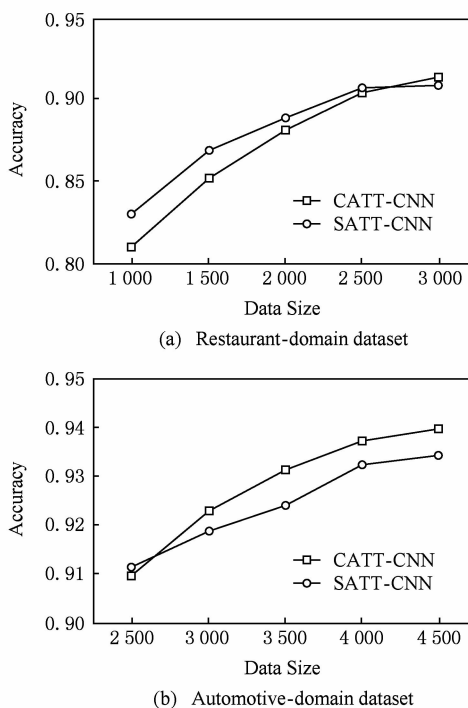 0.95
0.90
0.85
0.80
Accuracy
CATT-CNN
SATT-CNN
1 000 1 500 2 000 2 500 3 000
Data Size
(a) Restaurant-domain dataset
0.95
0.94
0.93
0.92
0.91
0.90
Accuracy
CATT-CNN
SATT-CNN
2 500 3 000 3 500 4 000 4 500
Data Size
(b) Automotive-domain dataset